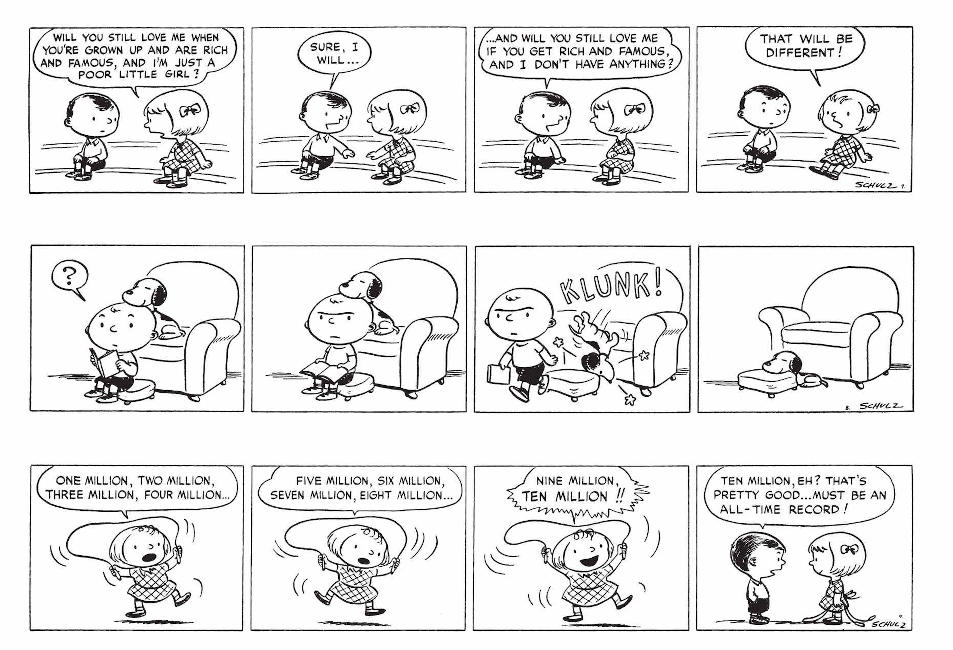 WILL YOU STILL LOVE ME WHEN
YOU'RE GROWN UP AND ARE RICH
AND FAMOUS, AND I'M JUST A
POOR LITTLE GIRL?
SURE, I
WILL...
...AND WILL YOU STILL LOVE ME
IF YOU GET RICH AND FAMOUS,
AND I DON'T HAVE ANYTHING?
THAT WILL BE
DIFFERENT!
SCHULZ 7.
?
KLUNK!
8. SCHULZ
ONE MILLION, TWO MILLION,
THREE MILLION, FOUR MILLION...
FIVE MILLION, SIX MILLION,
SEVEN MILLION, EIGHT MILLION...
NINE MILLION,
TEN MILLION !!
TEN MILLION, EH? THAT'S
PRETTY GOOD...MUST BE AN
ALL-TIME RECORD!
SCHULZ